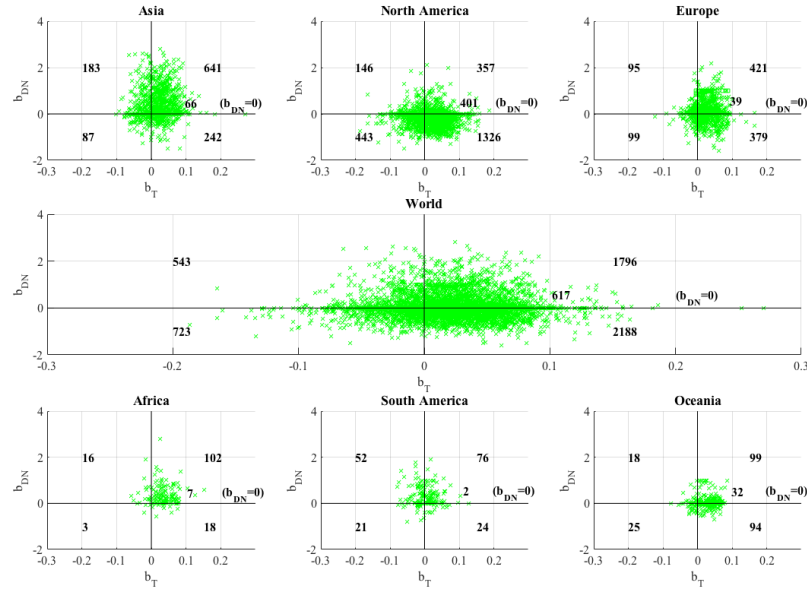 Asia
North America
Europe
4
2
0
-2
b_DN
183
641
66
(b_DN=0)
87
242
-0.3 -0.2 -0.1 0 0.1 0.2
b_T
4
2
0
-2
b_DN
146
357
401
(b_DN=0)
443
1326
-0.3 -0.2 -0.1 0 0.1 0.2
b_T
4
2
0
-2
b_DN
95
421
39
(b_DN=0)
99
379
-0.3 -0.2 -0.1 0 0.1 0.2
b_T
World
4
2
0
-2
b_DN
543
1796
617
(b_DN=0)
723
2188
-0.3 -0.2 -0.1 0 0.1 0.2 0.3
b_T
Africa
South America
Oceania
4
2
0
-2
b_DN
16
102
7
(b_DN=0)
3
18
-0.3 -0.2 -0.1 0 0.1 0.2
b_T
4
2
0
-2
b_DN
52
76
2
(b_DN=0)
21
24
-0.3 -0.2 -0.1 0 0.1 0.2
b_T
4
2
0
-2
b_DN
18
99
32
(b_DN=0)
25
94
-0.3 -0.2 -0.1 0 0.1 0.2
b_T